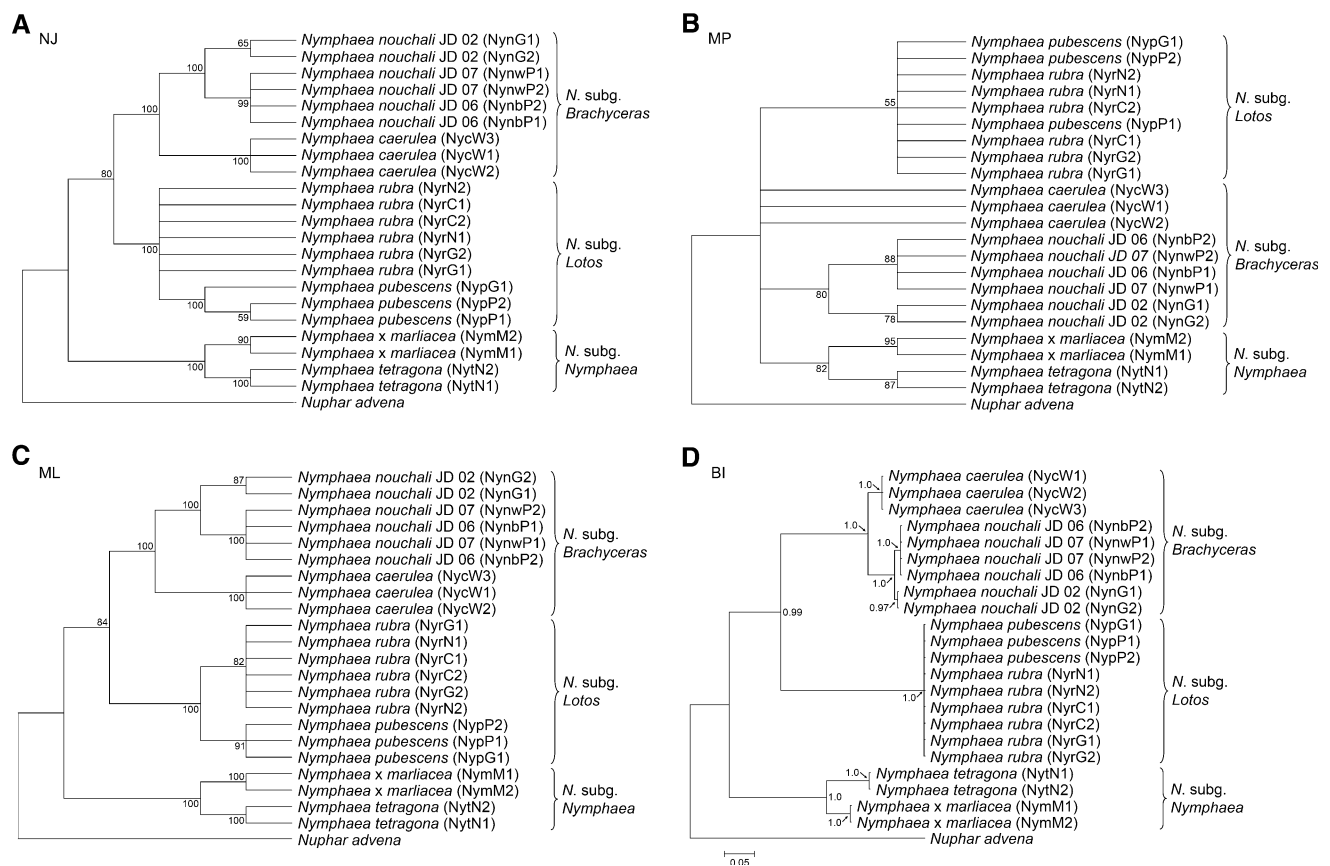 A
NJ
Nymphaea nouchali JD 02 (NynG1)
65
Nymphaea nouchali JD 02 (NynG2)
100
Nymphaea nouchali JD 07 (NynwP1)
Nymphaea nouchali JD 07 (NynwP2)
99
Nymphaea nouchali JD 06 (NynbP2)
Nymphaea nouchali JD 06 (NynbP1)
100
Nymphaea caerulea (NycW3)
Nymphaea caerulea (NycW1)
100
Nymphaea caerulea (NycW2)
N. subg.
Brachyceras
80
Nymphaea rubra (NyrN2)
Nymphaea rubra (NyrC1)
Nymphaea rubra (NyrC2)
Nymphaea rubra (NyrN1)
100
Nymphaea rubra (NyrG2)
Nymphaea rubra (NyrG1)
Nymphaea pubescens (NypG1)
100
Nymphaea pubescens (NypP2)
59
Nymphaea pubescens (NypP1)
N. subg.
Lotos
90
Nymphaea x marliacea (NymM2)
Nymphaea x marliacea (NymM1)
100
Nymphaea tetragona (NytN2)
100
Nymphaea tetragona (NytN1)
N. subg.
Nymphaea
Nuphar advena
B
MP
Nymphaea pubescens (NypG1)
Nymphaea pubescens (NypP2)
Nymphaea rubra (NyrN2)
Nymphaea rubra (NyrN1)
55
Nymphaea rubra (NyrC2)
Nymphaea pubescens (NypP1)
Nymphaea rubra (NyrC1)
Nymphaea rubra (NyrG2)
Nymphaea rubra (NyrG1)
N. subg.
Lotos
Nymphaea caerulea (NycW3)
Nymphaea caerulea (NycW1)
Nymphaea caerulea (NycW2)
Nymphaea nouchali JD 06 (NynbP2)
88
Nymphaea nouchali JD 07 (NynwP2)
Nymphaea nouchali JD 06 (NynbP1)
80
Nymphaea nouchali JD 07 (NynwP1)
Nymphaea nouchali JD 02 (NynG1)
78
Nymphaea nouchali JD 02 (NynG2)
N. subg.
Brachyceras
95
Nymphaea x marliacea (NymM2)
Nymphaea x marliacea (NymM1)
82
Nymphaea tetragona (NytN1)
87
Nymphaea tetragona (NytN2)
N. subg.
Nymphaea
Nuphar advena
C
ML
87
Nymphaea nouchali JD 02 (NynG2)
Nymphaea nouchali JD 02 (NynG1)
100
Nymphaea nouchali JD 07 (NynwP2)
Nymphaea nouchali JD 06 (NynbP1)
100
Nymphaea nouchali JD 07 (NynwP1)
Nymphaea nouchali JD 06 (NynbP2)
100
Nymphaea caerulea (NycW3)
Nymphaea caerulea (NycW1)
100
Nymphaea caerulea (NycW2)
N. subg.
Brachyceras
84
Nymphaea rubra (NyrG1)
Nymphaea rubra (NyrN1)
82
Nymphaea rubra (NyrC1)
Nymphaea rubra (NyrC2)
Nymphaea rubra (NyrG2)
100
Nymphaea rubra (NyrN2)
Nymphaea pubescens (NypP2)
91
Nymphaea pubescens (NypP1)
Nymphaea pubescens (NypG1)
N. subg.
Lotos
100
Nymphaea x marliacea (NymM1)
Nymphaea x marliacea (NymM2)
100
Nymphaea tetragona (NytN2)
100
Nymphaea tetragona (NytN1)
N. subg.
Nymphaea
Nuphar advena
D
BI
Nymphaea caerulea (NycW1)
1.0
Nymphaea caerulea (NycW2)
Nymphaea caerulea (NycW3)
1.0
Nymphaea nouchali JD 06 (NynbP2)
1.0
Nymphaea nouchali JD 07 (NynwP1)
Nymphaea nouchali JD 07 (NynwP2)
1.0
Nymphaea nouchali JD 06 (NynbP1)
Nymphaea nouchali JD 02 (NynG1)
0.97
Nymphaea nouchali JD 02 (NynG2)
N. subg.
Brachyceras
0.99
Nymphaea pubescens (NypG1)
Nymphaea pubescens (NypP1)
Nymphaea pubescens (NypP2)
Nymphaea rubra (NyrN1)
1.0
Nymphaea rubra (NyrN2)
Nymphaea rubra (NyrC1)
Nymphaea rubra (NyrC2)
Nymphaea rubra (NyrG1)
Nymphaea rubra (NyrG2)
N. subg.
Lotos
1.0
Nymphaea tetragona (NytN1)
Nymphaea tetragona (NytN2)
1.0
Nymphaea x marliacea (NymM1)
1.0
Nymphaea x marliacea (NymM2)
N. subg.
Nymphaea
Nuphar advena
0.05